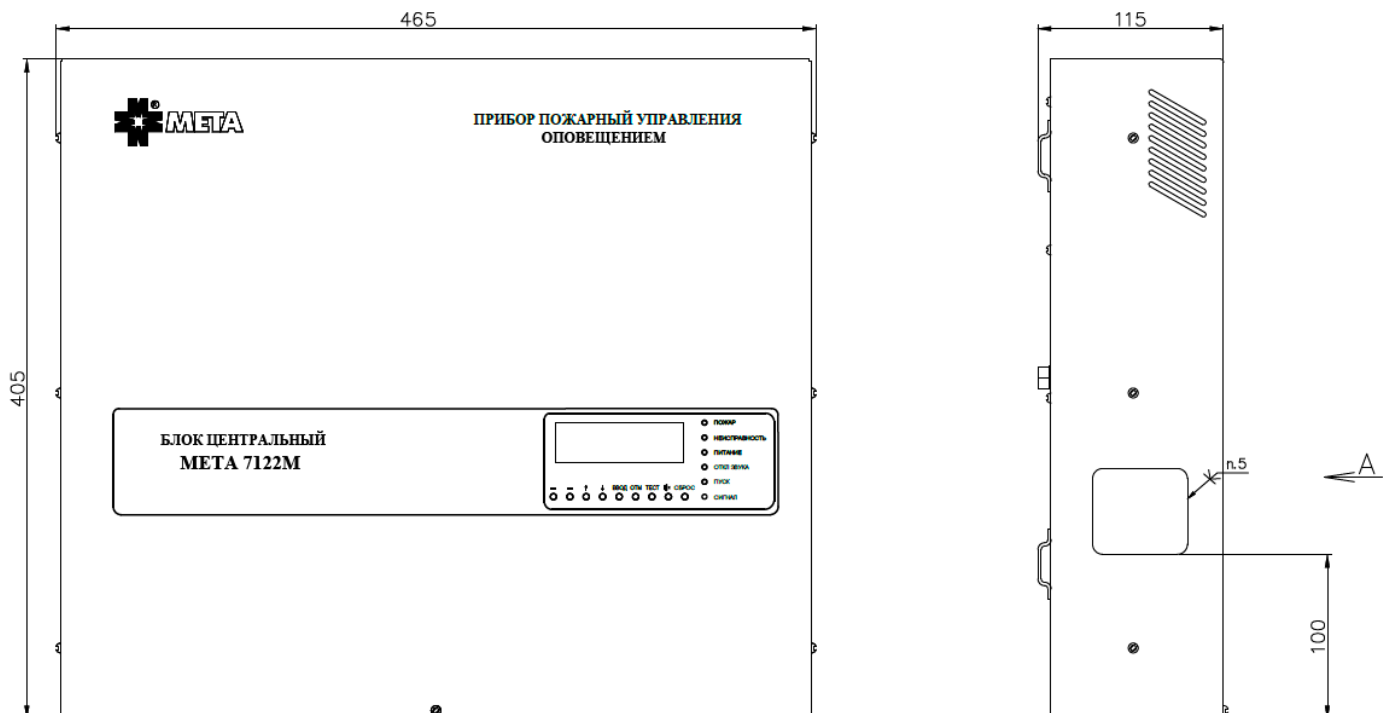 465
115
® META
ПРИБОР ПОЖАРНЫЙ УПРАВЛЕНИЯ
ОПОВЕЩЕНИЕМ
405
БЛОК ЦЕНТРАЛЬНЫЙ
МЕТА 7122М
ПОЖАР
НЕИСПРАВНОСТЬ
ПИТАНИЕ
ОТКЛ ЗВУКА
ПУСК
СИГНАЛ
ВВОД ОТМ ТЕСТ СБРОС
п.5
А
100